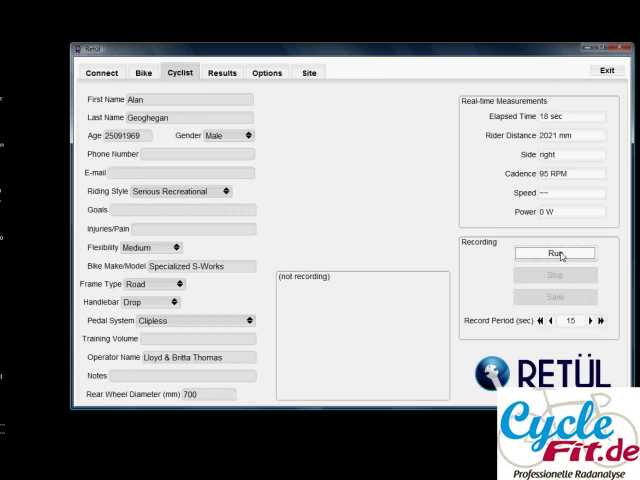 Retül
Connect Bike Cyclist Results Options Site Exit
First Name Alan
Last Name Geoghegan
Age 25091969 Gender Male
Phone Number
E-mail
Riding Style Serious Recreational
Goals
Injuries/Pain
Flexibility Medium
Bike Make/Model Specialized S-Works
Frame Type Road
Handlebar Drop
Pedal System Clipless
Training Volume
Operator Name Lloyd & Britta Thomas
Notes
Rear Wheel Diameter (mm) 700
(not recording)
Real-time Measurements
Elapsed Time 18 sec
Rider Distance 2021 mm
Side right
Cadence 95 RPM
Speed ---
Power 0 W
Recording
Run
Stop
Save
Record Period (sec) 15
RETÜL
Cycle
Fit.de
Professionelle Radanalyse